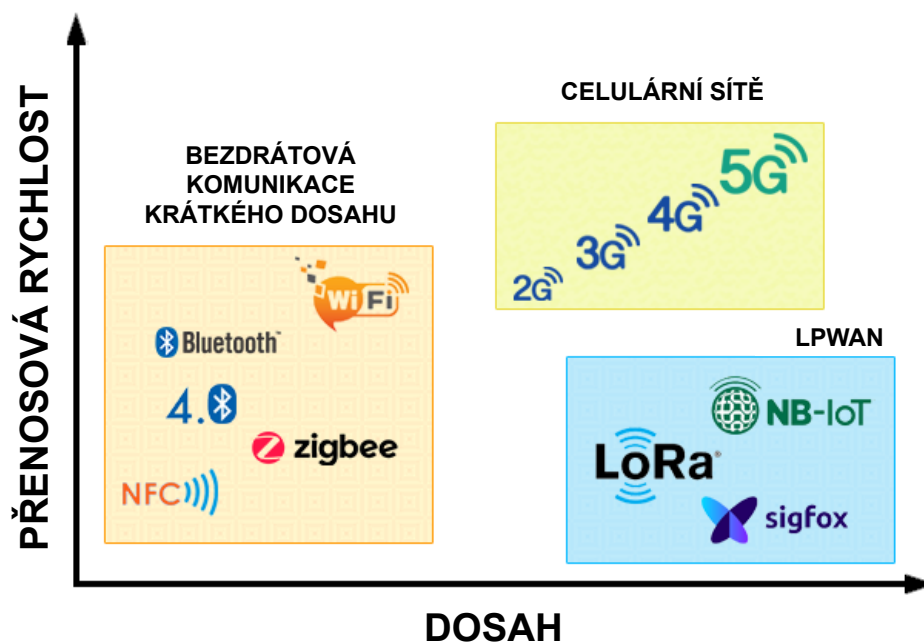 PŘENOSOVÁ RYCHLOST
BEZDRÁTOVÁ
KOMUNIKACE
KRÁTKÉHO DOSAHU
WiFi
Bluetooth™
4.0
zigbee
NFC
CELULÁRNÍ SÍTĚ
5G
4G
3G
2G
LPWAN
NB-IoT
LoRa®
sigfox
DOSAH